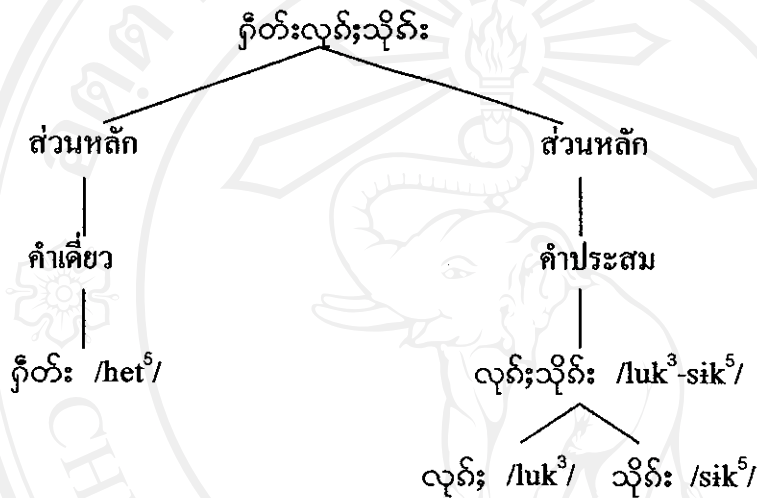 ႁဵတ်းလုၵ်ႈသိုၵ်း
ส่วนหลัก ส่วนหลัก
คำเดี่ยว คำประสม
ႁဵတ်း /het⁵/ လုၵ်ႈသိုၵ်း /luk³-sɨk⁵/
လုၵ်ႈ /luk³/ သိုၵ်း /sɨk⁵/